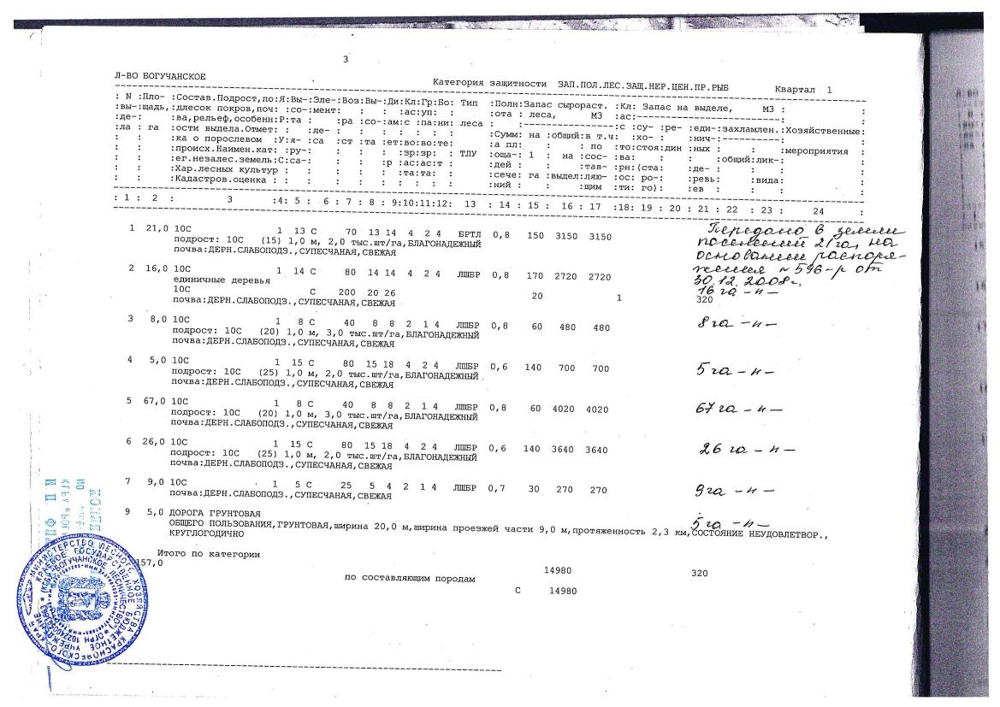 3
Л-ВО БОГУЧАНСКОЕ Категория защитности ЗАП.ПОЛ.ЛЕС.ЗАЩ.НЕР.ЦЕН.ПР.РЫБ Квартал 1
: N :Пло- :Состав.Подрост,по:Я:Вы-:Эле-:Воз:Вы-:Ди:Кл:Гр:Бо: Тип :Полн:Запас сырораст. :Кл: Запас на выделе, М3 : :
:вы-:щадь,:длесок покров,поч: :со-:мент: : : :ас:уп: : :ота : леса, М3 :ас:
:де-: :ва,рельеф,особенн:Р:та : :ра :со-:ам:с :па:ни: леса : :с :су- :ре- :еди-:захламлен.:Хозяйственные:
:ла : га :ости выдела.Отмет: : :ле- : : : : : : : :Сумм: на :общий:в т.ч: :хо- : :нич-:
: : :ка о порослевом :У:я- :са :ст :та :ет:во:во:те: :а пл: : : по :то:стоя:дин :ных : : :мероприятия :
: : :происх.Наимен.кат: :ру-: : : : :зр:зр: : ТЛУ :оща-: 1 : на :сос- :ва: : : :общий:лик-:
: : :ег.незалес.земель:С:са-: : : :р :ас:ас:т : :дей : : :тав- :рн:(ста: :де- : : :
: : :Хар.лесных культур : : : : : :та:та: : :сече: га :выдел:ляю- :ос: ро-: :ревь: :вида:
: : :Кадастров.оценка : : :ний : : :щим :ти: го): :ев : : :
: 1 : 2 : 3 :4: 5 : 6 : 7 : 8 : 9:10:11:12: 13 : 14 : 15 : 16 : 17 :18: 19 : 20 : 21 : 22 : 23 : 24 :
1 21,0 10С 1 13 С 70 13 14 4 2 4 БРТЛ 0,8 150 3150 3150 Передано в земли
подрост: 10С (15) 1,0 м, 2,0 тыс.шт/га,БЛАГОНАДЕЖНЫЙ поселений 21га, на
почва:ДЕРН.СЛАБОПОДЗ.,СУПЕСЧАНАЯ,СВЕЖАЯ основании распоря-
2 16,0 10С 1 14 С 80 14 14 4 2 4 ЛШБР 0,8 170 2720 2720 жения № 596-р от
единичные деревья 30.12.2008г.
10С С 200 20 26 20 1 320 16 га -//-
почва:ДЕРН.СЛАБОПОДЗ.,СУПЕСЧАНАЯ,СВЕЖАЯ
3 8,0 10С 1 8 С 40 8 8 2 1 4 ЛШБР 0,8 60 480 480 8 га -//-
подрост: 10С (20) 1,0 м, 3,0 тыс.шт/га,БЛАГОНАДЕЖНЫЙ
почва:ДЕРН.СЛАБОПОДЗ.,СУПЕСЧАНАЯ,СВЕЖАЯ
4 5,0 10С 1 15 С 80 15 18 4 2 4 ЛШБР 0,6 140 700 700 5 га -//-
подрост: 10С (25) 1,0 м, 2,0 тыс.шт/га,БЛАГОНАДЕЖНЫЙ
почва:ДЕРН.СЛАБОПОДЗ.,СУПЕСЧАНАЯ,СВЕЖАЯ
5 67,0 10С 1 8 С 40 8 8 2 1 4 ЛШБР 0,8 60 4020 4020 67 га -//-
подрост: 10С (20) 1,0 м, 3,0 тыс.шт/га,БЛАГОНАДЕЖНЫЙ
почва:ДЕРН.СЛАБОПОДЗ.,СУПЕСЧАНАЯ,СВЕЖАЯ
6 26,0 10С 1 15 С 80 15 18 4 2 4 ЛШБР 0,6 140 3640 3640 26 га -//-
подрост: 10С (25) 1,0 м, 2,0 тыс.шт/га,БЛАГОНАДЕЖНЫЙ
почва:ДЕРН.СЛАБОПОДЗ.,СУПЕСЧАНАЯ,СВЕЖАЯ
7 9,0 10С 1 5 С 25 5 4 2 1 4 ЛШБР 0,7 30 270 270 9 га -//-
почва:ДЕРН.СЛАБОПОДЗ.,СУПЕСЧАНАЯ,СВЕЖАЯ
9 5,0 ДОРОГА ГРУНТОВАЯ 5 га -//-
ОБЩЕГО ПОЛЬЗОВАНИЯ,ГРУНТОВАЯ,ширина 20,0 м,ширина проезжей части 9,0 м,протяженность 2,3 км,СОСТОЯНИЕ НЕУДОВЛЕТВОР.,
КРУГЛОГОДИЧНО
Итого по категории
157,0 14980 320
по составляющим породам
С 14980
МИНИСТЕРСТВО ЛЕСНОГО ХОЗЯЙСТВА КРАСНОЯРСКОГО КРАЯ
КРАЕВОЕ ГОСУДАРСТВЕННОЕ БЮДЖЕТНОЕ УЧРЕЖДЕНИЕ
"БОГУЧАНСКОЕ ЛЕСНИЧЕСТВО"